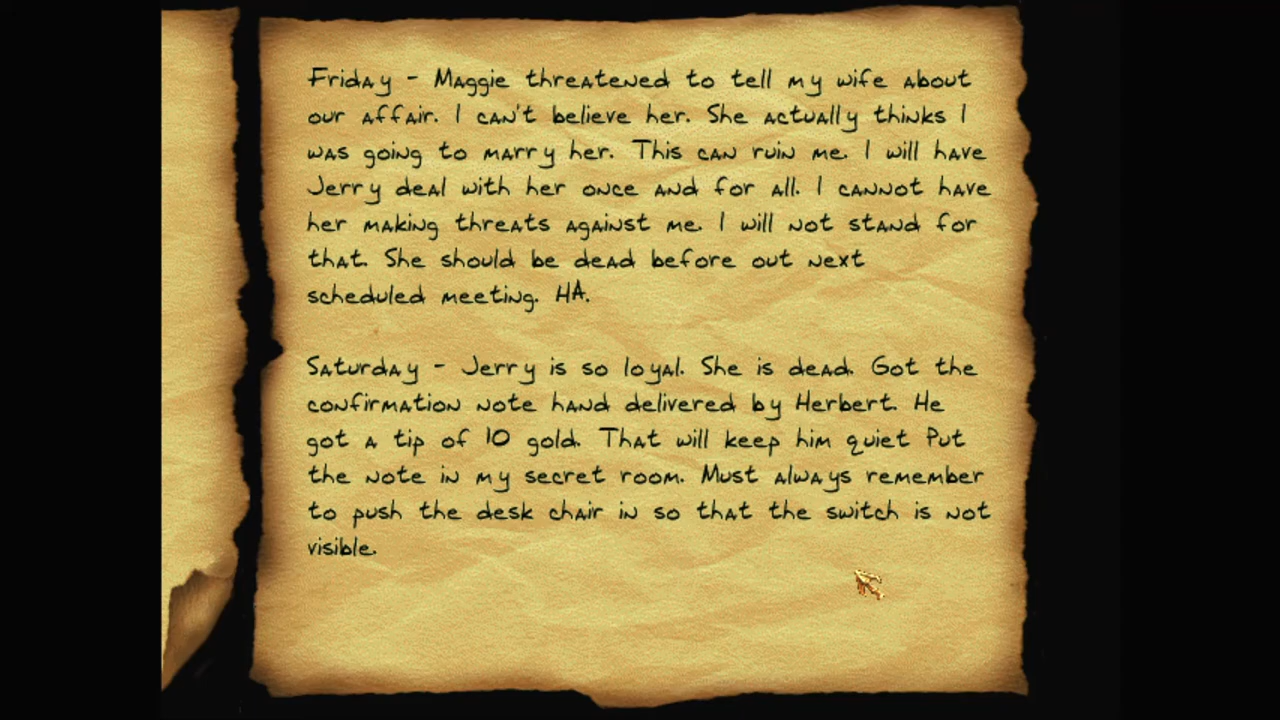 Friday - Maggie threatened to tell my wife about
our affair. I can't believe her. She actually thinks I
was going to marry her. This can ruin me. I will have
Jerry deal with her once and for all. I cannot have
her making threats against me. I will not stand for
that. She should be dead before out next
scheduled meeting. HA.
Saturday - Jerry is so loyal. She is dead. Got the
confirmation note hand delivered by Herbert. He
got a tip of 10 gold. That will keep him quiet Put
the note in my secret room. Must always remember
to push the desk chair in so that the switch is not
visible.